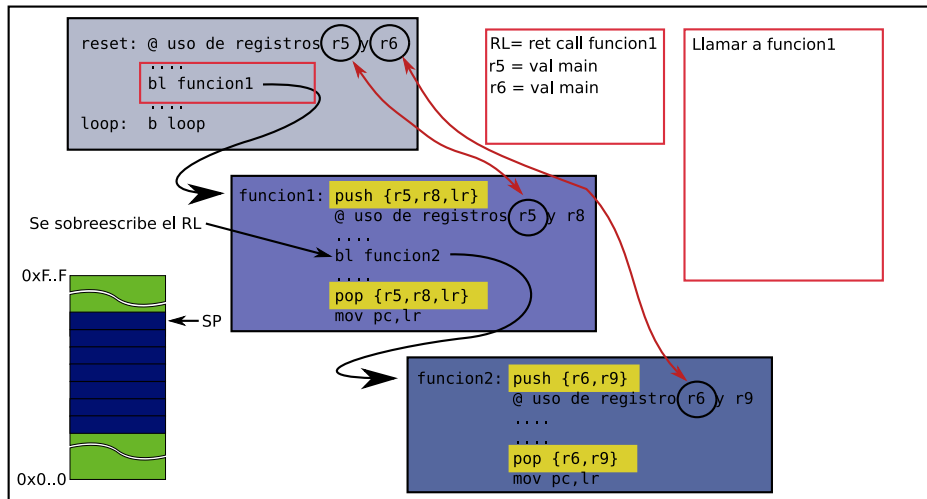 reset: @ uso de registros r5 y r6
....
bl funcion1
....
loop: b loop
RL= ret call funcion1
r5 = val main
r6 = val main
Llamar a funcion1
funcion1: push {r5,r8,lr}
@ uso de registros r5 y r8
....
bl funcion2
....
pop {r5,r8,lr}
mov pc,lr
Se sobreescribe el RL
0xF..F
SP
0x0..0
funcion2: push {r6,r9}
@ uso de registro r6 y r9
....
....
pop {r6,r9}
mov pc,lr